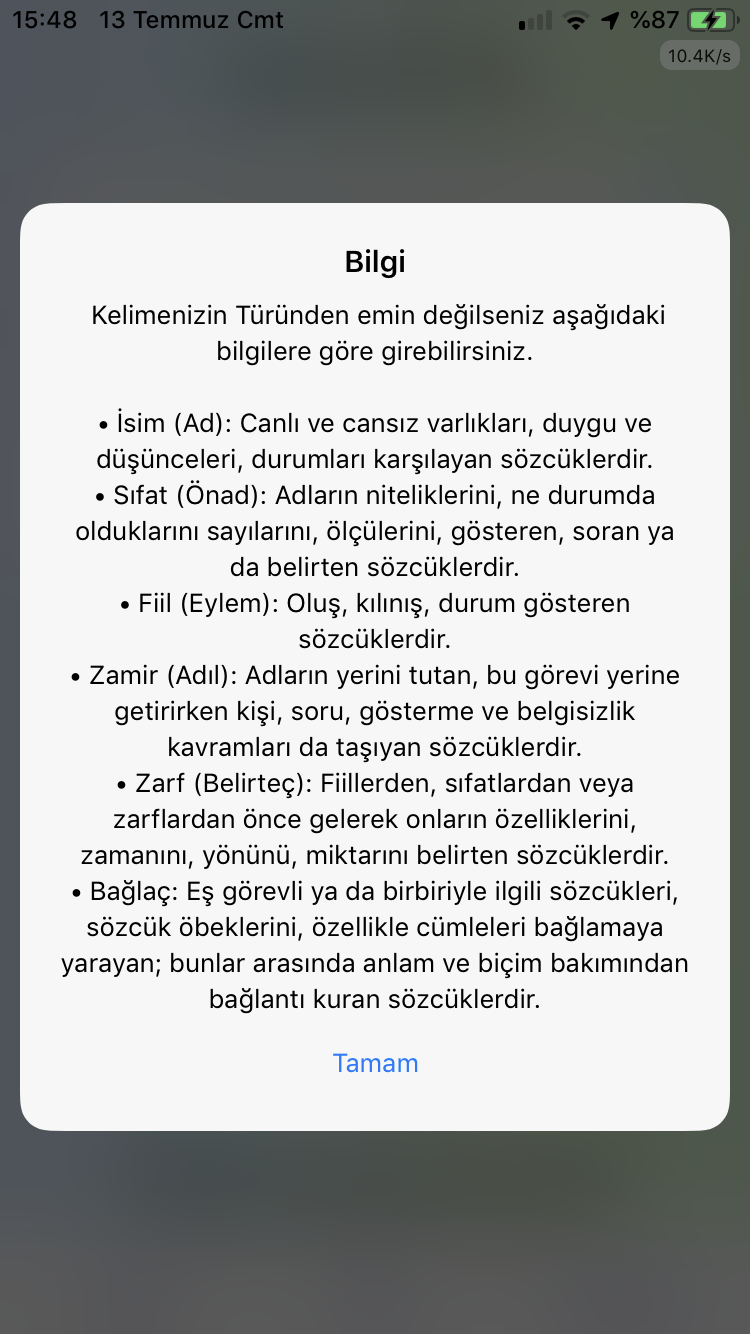 15:48 13 Temmuz Cmt %87
10.4K/s
Bilgi
Kelimenizin Türünden emin değilseniz aşağıdaki
bilgilere göre girebilirsiniz.
• İsim (Ad): Canlı ve cansız varlıkları, duygu ve
düşünceleri, durumları karşılayan sözcüklerdir.
• Sıfat (Önad): Adların niteliklerini, ne durumda
olduklarını sayılarını, ölçülerini, gösteren, soran ya
da belirten sözcüklerdir.
• Fiil (Eylem): Oluş, kılınış, durum gösteren
sözcüklerdir.
• Zamir (Adıl): Adların yerini tutan, bu görevi yerine
getirirken kişi, soru, gösterme ve belgisizlik
kavramları da taşıyan sözcüklerdir.
• Zarf (Belirteç): Fiillerden, sıfatlardan veya
zarflardan önce gelerek onların özelliklerini,
zamanını, yönünü, miktarını belirten sözcüklerdir.
• Bağlaç: Eş görevli ya da birbiriyle ilgili sözcükleri,
sözcük öbeklerini, özellikle cümleleri bağlamaya
yarayan; bunlar arasında anlam ve biçim bakımından
bağlantı kuran sözcüklerdir.
Tamam